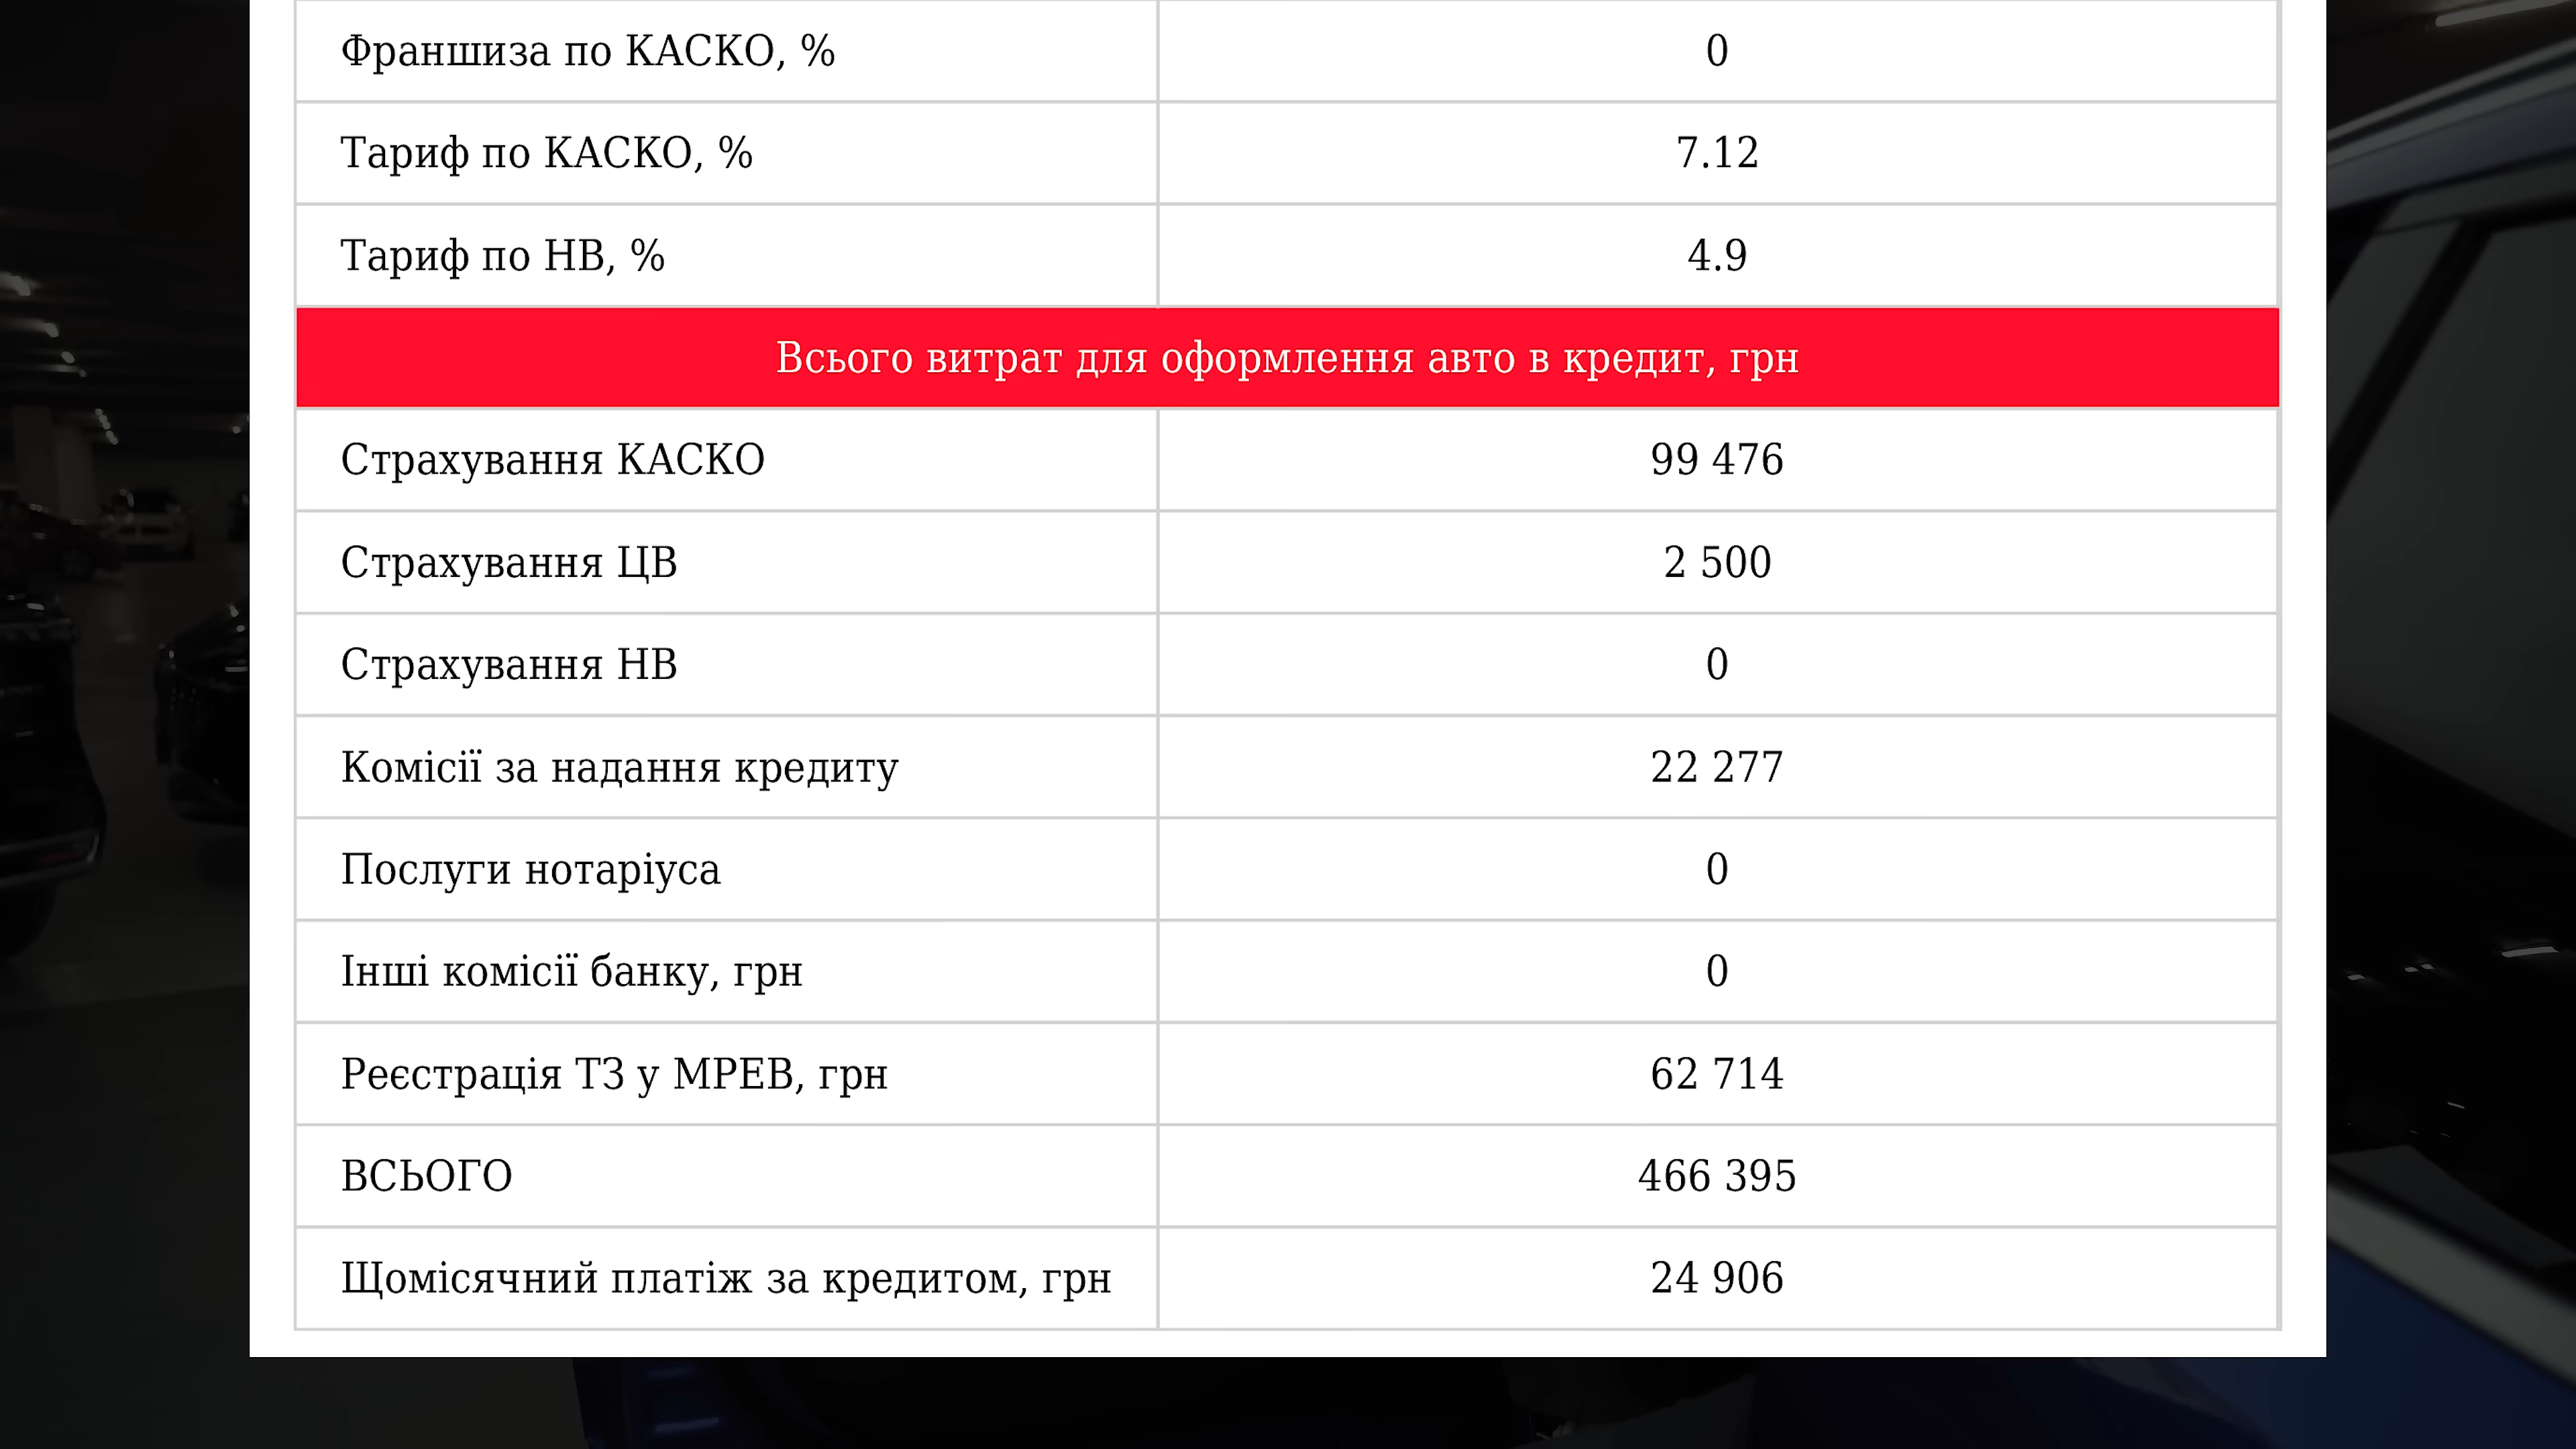 Франшиза по КАСКО, % 0
Тариф по КАСКО, % 7.12
Тариф по НВ, % 4.9
Всього витрат для оформлення авто в кредит, грн
Страхування КАСКО 99 476
Страхування ЦВ 2 500
Страхування НВ 0
Комісії за надання кредиту 22 277
Послуги нотаріуса 0
Інші комісії банку, грн 0
Реєстрація ТЗ у МРЕВ, грн 62 714
ВСЬОГО 466 395
Щомісячний платіж за кредитом, грн 24 906